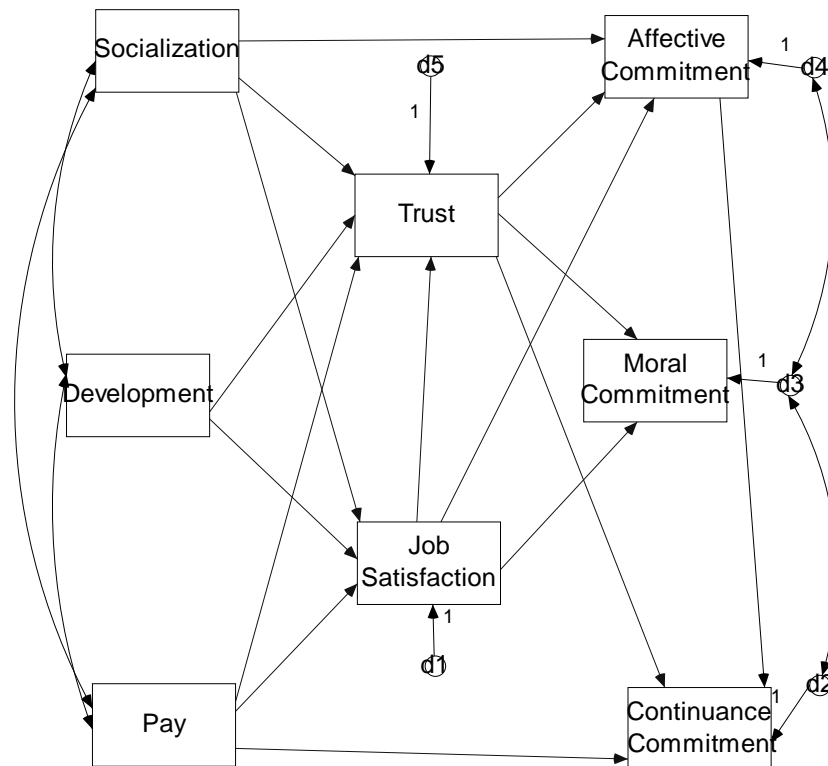 Socialization
Affective
Commitment
1
d4
d5
1
Trust
Moral
Commitment
1
d3
Development
Job
Satisfaction
1
d1
Pay
Continuance
Commitment
1
d2